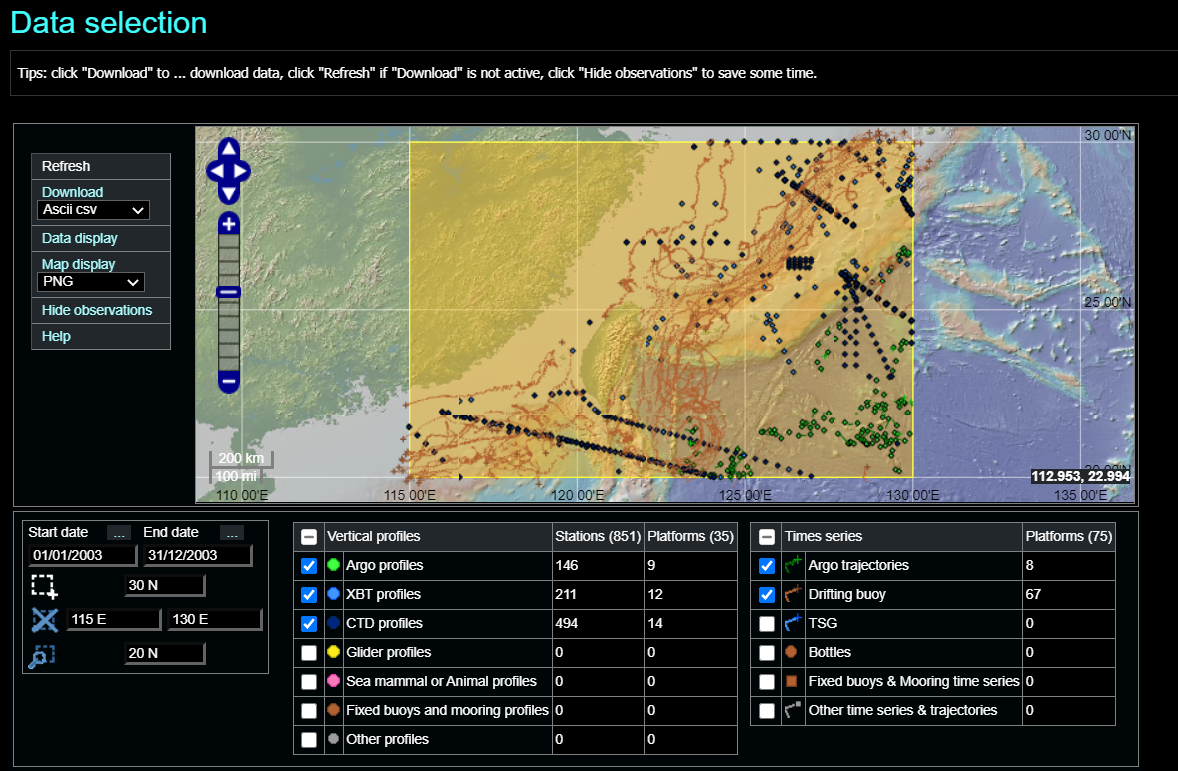 Data selection
Tips: click "Download" to ... download data, click "Refresh" if "Download" is not active, click "Hide observations" to save some time.
Refresh
Download
Ascii csv
Data display
Map display
PNG
Hide observations
Help
30 00'N
25 00'N
200 km
100 mi
112.953, 22.994
110 00'E
115 00'E
120 00'E
125 00'E
130 00'E
135 00'E
Start date ... End date ...
01/01/2003 31/12/2003
30 N
115 E 130 E
20 N
Vertical profiles Stations (851) Platforms (35)
Argo profiles 146 9
XBT profiles 211 12
CTD profiles 494 14
Glider profiles 0 0
Sea mammal or Animal profiles 0 0
Fixed buoys and mooring profiles 0 0
Other profiles 0 0
Times series Platforms (75)
Argo trajectories 8
Drifting buoy 67
TSG 0
Bottles 0
Fixed buoys & Mooring time series 0
Other time series & trajectories 0